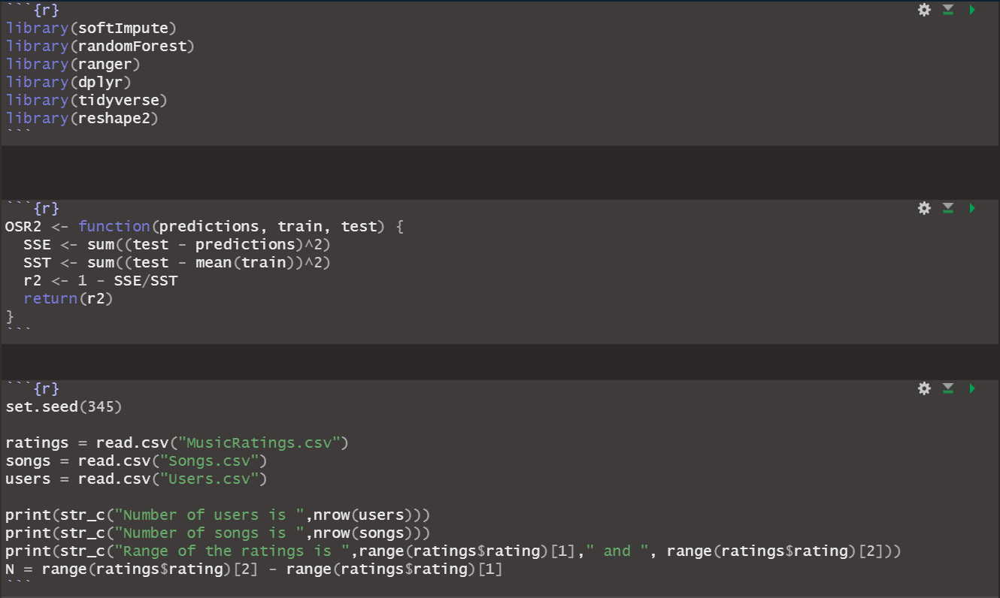 ```{r}
library(softImpute)
library(randomForest)
library(ranger)
library(dplyr)
library(tidyverse)
library(reshape2)
```
```{r}
OSR2 <- function(predictions, train, test) {
  SSE <- sum((test - predictions)^2)
  SST <- sum((test - mean(train))^2)
  r2 <- 1 - SSE/SST
  return(r2)
}
```
```{r}
set.seed(345)
ratings = read.csv("MusicRatings.csv")
songs = read.csv("Songs.csv")
users = read.csv("Users.csv")
print(str_c("Number of users is ",nrow(users)))
print(str_c("Number of songs is ",nrow(songs)))
print(str_c("Range of the ratings is ",range(ratings$rating)[1]," and ", range(ratings$rating)[2]))
N = range(ratings$rating)[2] - range(ratings$rating)[1]
```